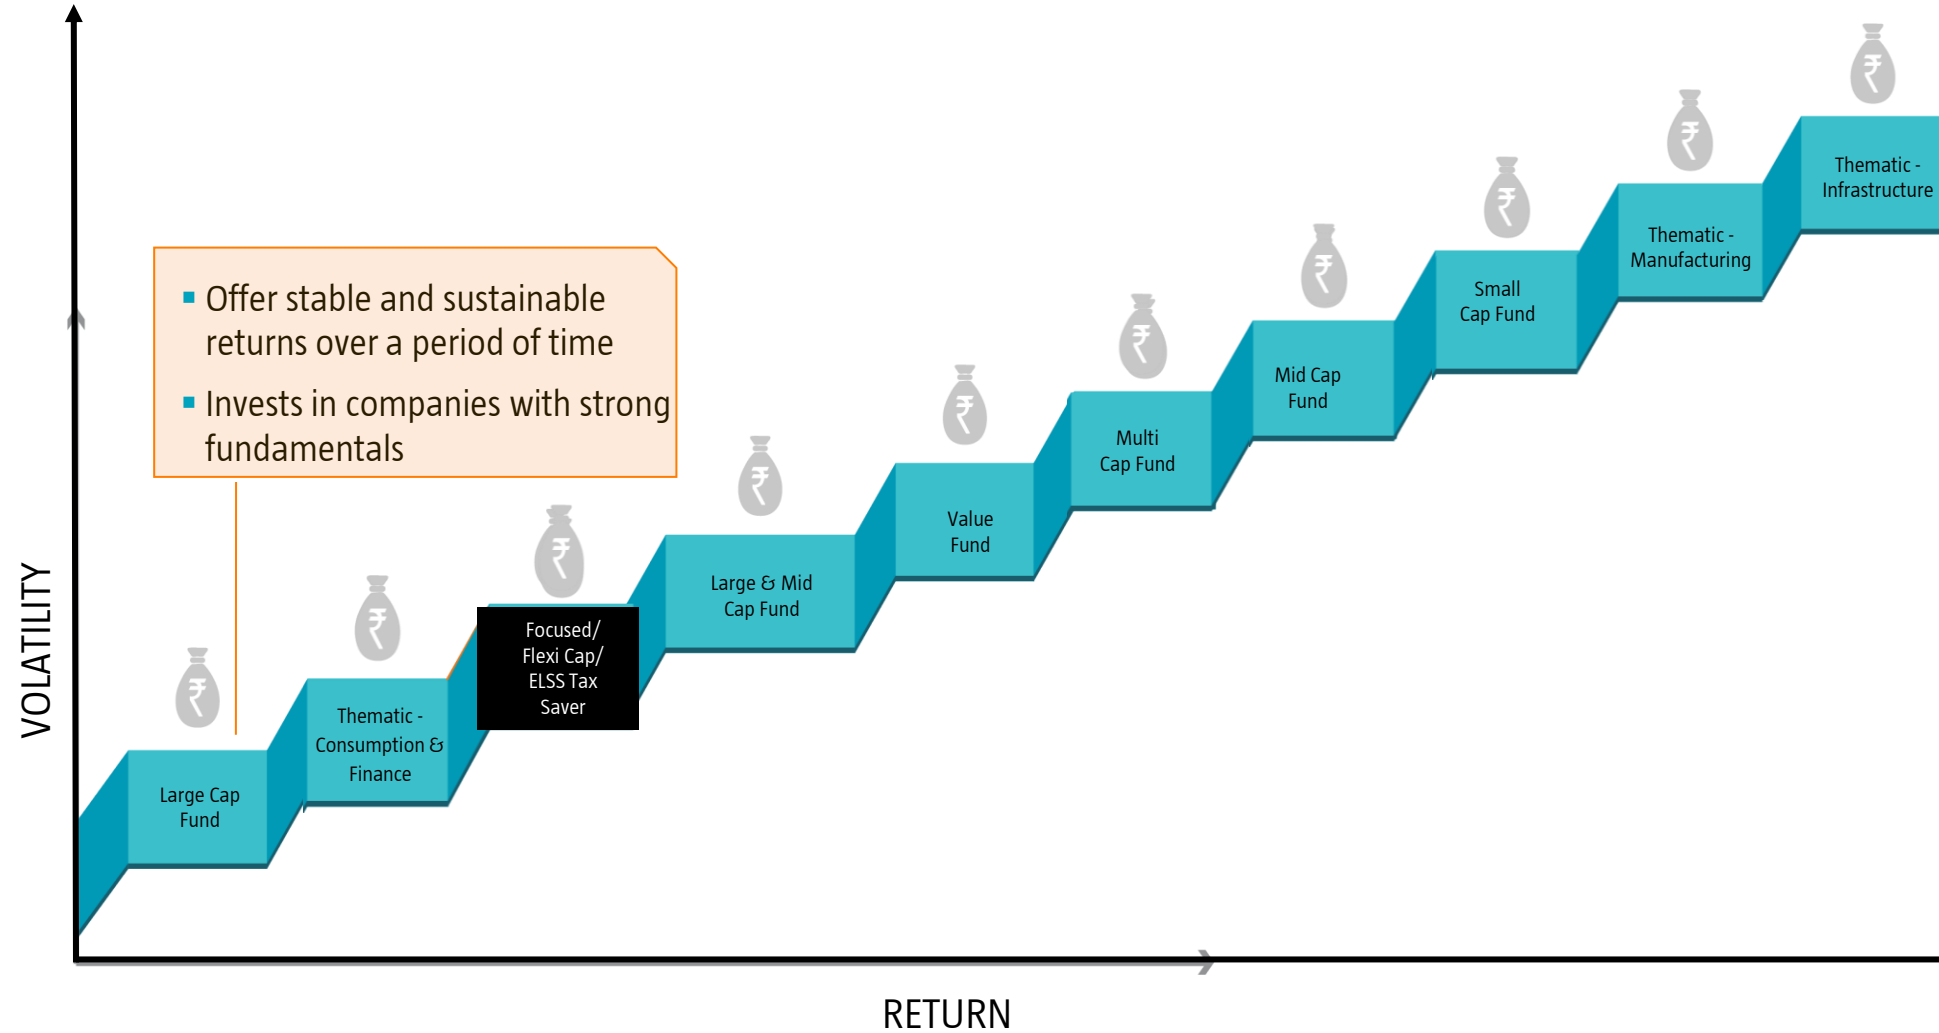 Offer stable and sustainable
returns over a period of time
Invests in companies with strong
fundamentals
VOLATILITY
Large Cap
Fund
Thematic -
Consumption &
Finance
Focused/
Flexi Cap/
ELSS Tax
Saver
Large & Mid
Cap Fund
Value
Fund
Multi
Cap Fund
Mid Cap
Fund
Small
Cap Fund
Thematic -
Manufacturing
Thematic -
Infrastructure
₹
₹
₹
₹
₹
₹
₹
₹
₹
₹
RETURN